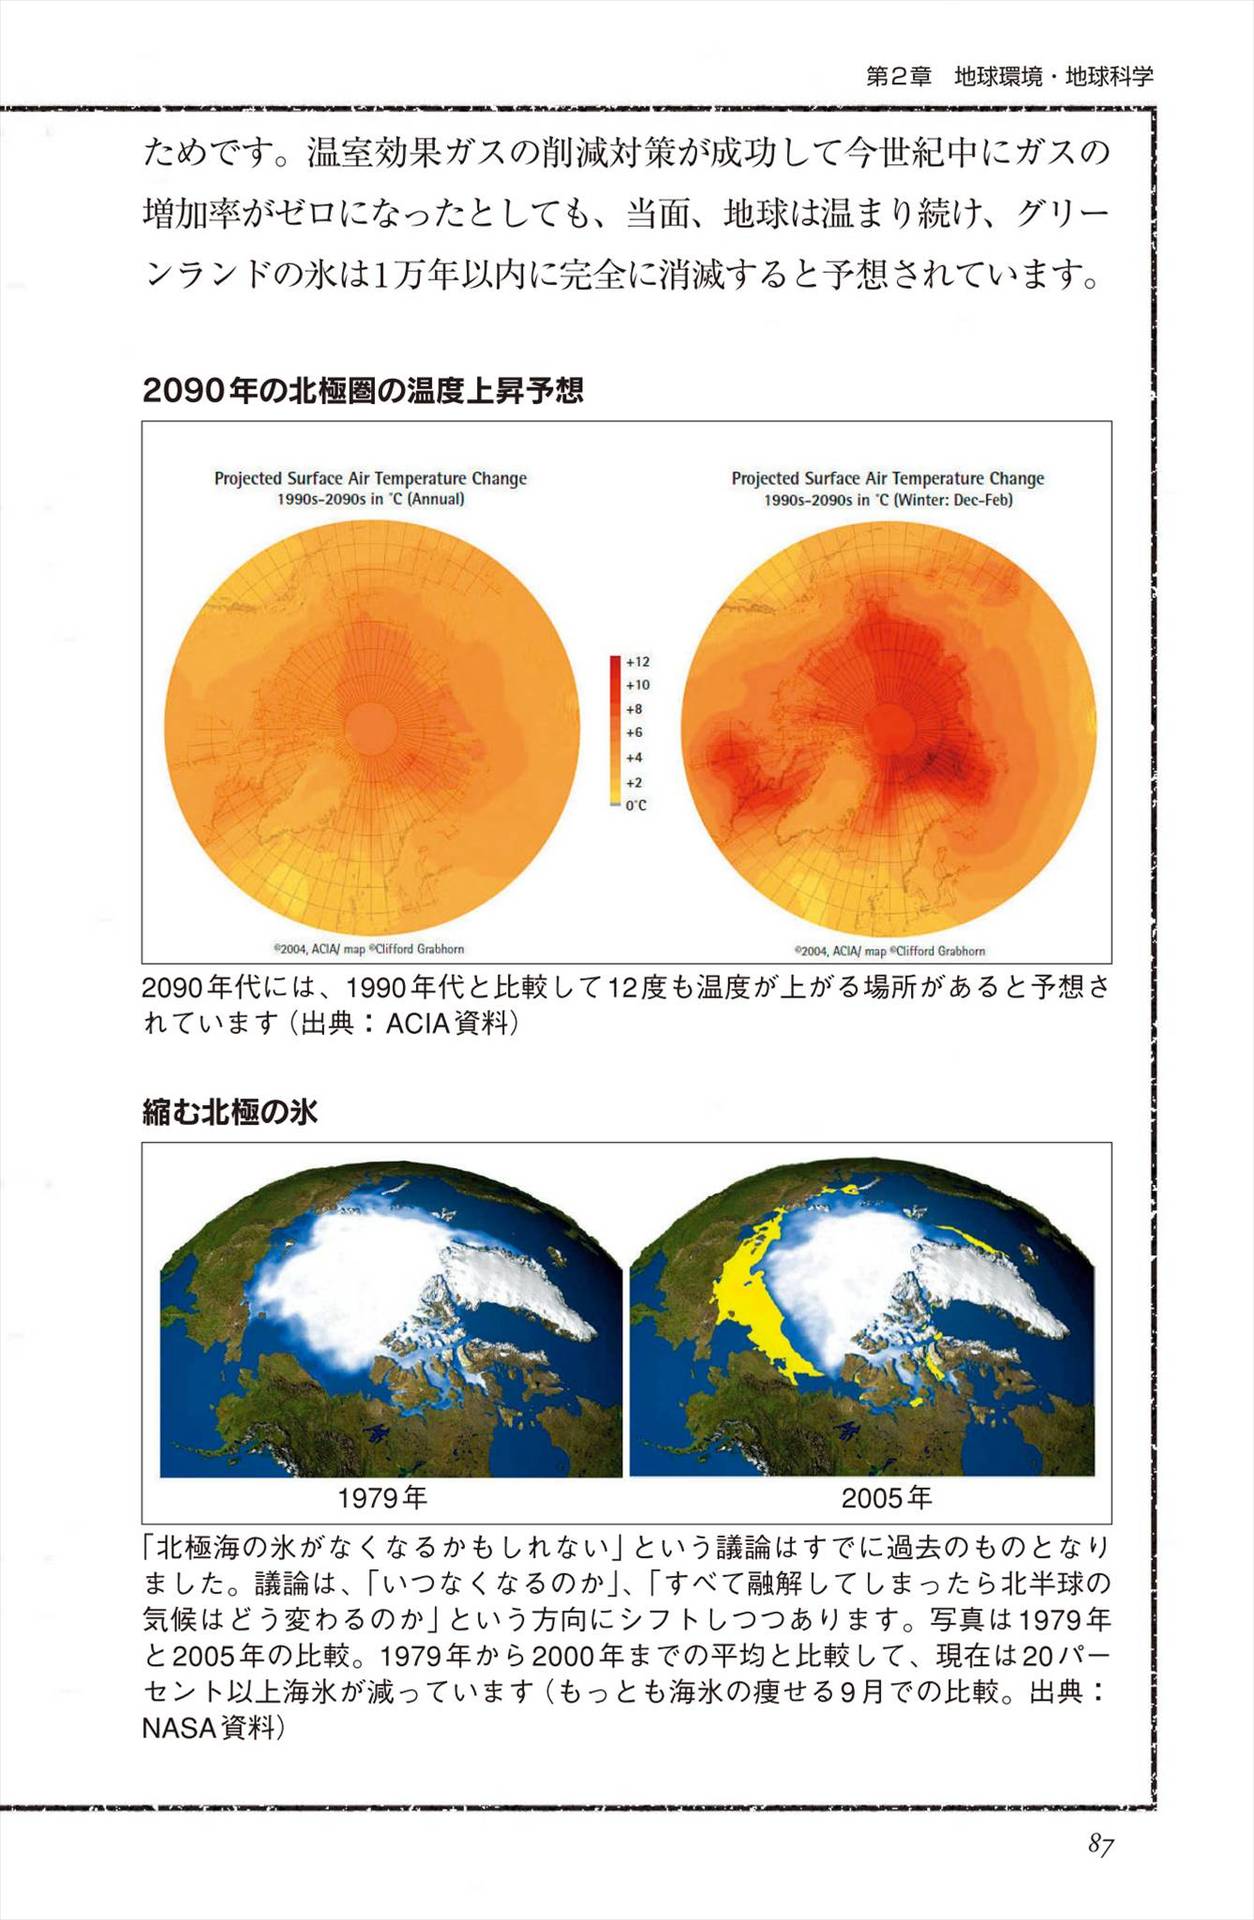 第2章　地球環境・地球科学
ためです。温室効果ガスの削減対策が成功して今世紀中にガスの
増加率がゼロになったとしても、当面、地球は温まり続け、グリー
ンランドの氷は1万年以内に完全に消滅すると予想されています。
2090年の北極圏の温度上昇予想
Projected Surface Air Temperature Change
1990s-2090s in °C (Annual)
Projected Surface Air Temperature Change
1990s-2090s in °C (Winter: Dec-Feb)
+12
+10
+8
+6
+4
+2
0°C
©2004, ACIA/ map ©Clifford Grabhorn
©2004, ACIA/ map ©Clifford Grabhorn
2090年代には、1990年代と比較して12度も温度が上がる場所があると予想さ
れています（出典：ACIA資料）
縮む北極の氷
1979年
2005年
「北極海の氷がなくなるかもしれない」という議論はすでに過去のものとなり
ました。議論は、「いつなくなるのか」、「すべて融解してしまったら北半球の
気候はどう変わるのか」という方向にシフトしつつあります。写真は1979年
と2005年の比較。1979年から2000年までの平均と比較して、現在は20パー
セント以上海氷が減っています（もっとも海氷の痩せる9月での比較。出典：
NASA資料）
87